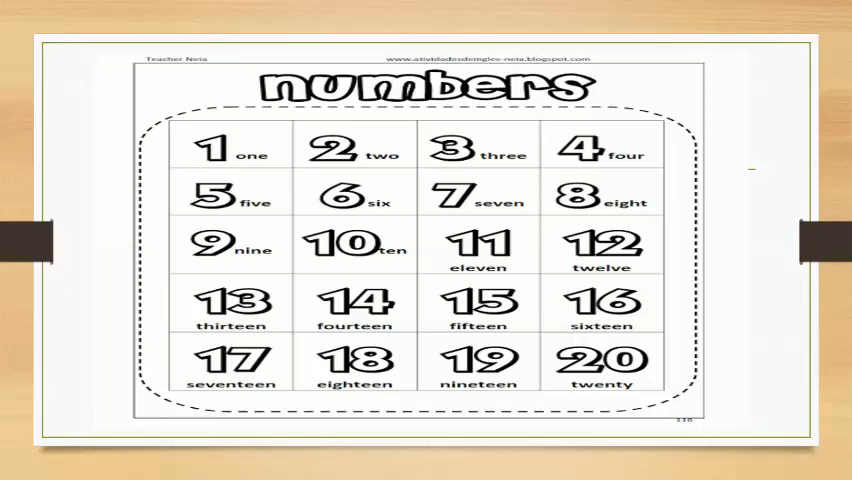 Teacher Neia www.atividadesdeingles-neia.blogspot.com
numbers
1 one 2 two 3 three 4 four
5 five 6 six 7 seven 8 eight
9 nine 10 ten 11 eleven 12 twelve
13 thirteen 14 fourteen 15 fifteen 16 sixteen
17 seventeen 18 eighteen 19 nineteen 20 twenty
116